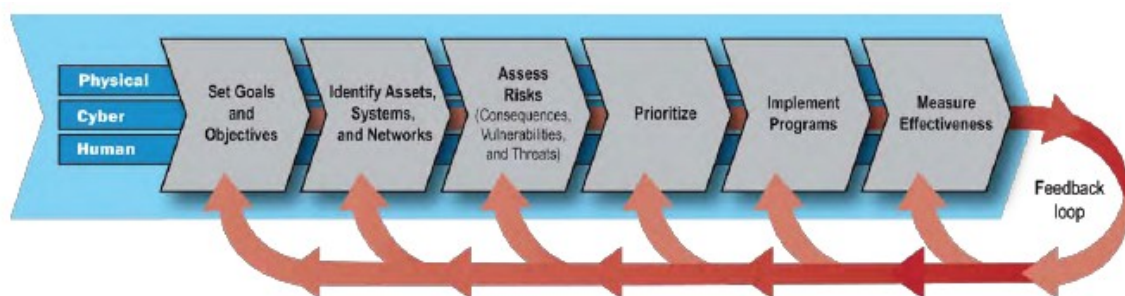 Physical
Cyber
Human
Set Goals
and
Objectives
Identify Assets,
Systems,
and Networks
Assess
Risks
(Consequences,
Vulnerabilities,
and Threats)
Prioritize
Implement
Programs
Measure
Effectiveness
Feedback
loop